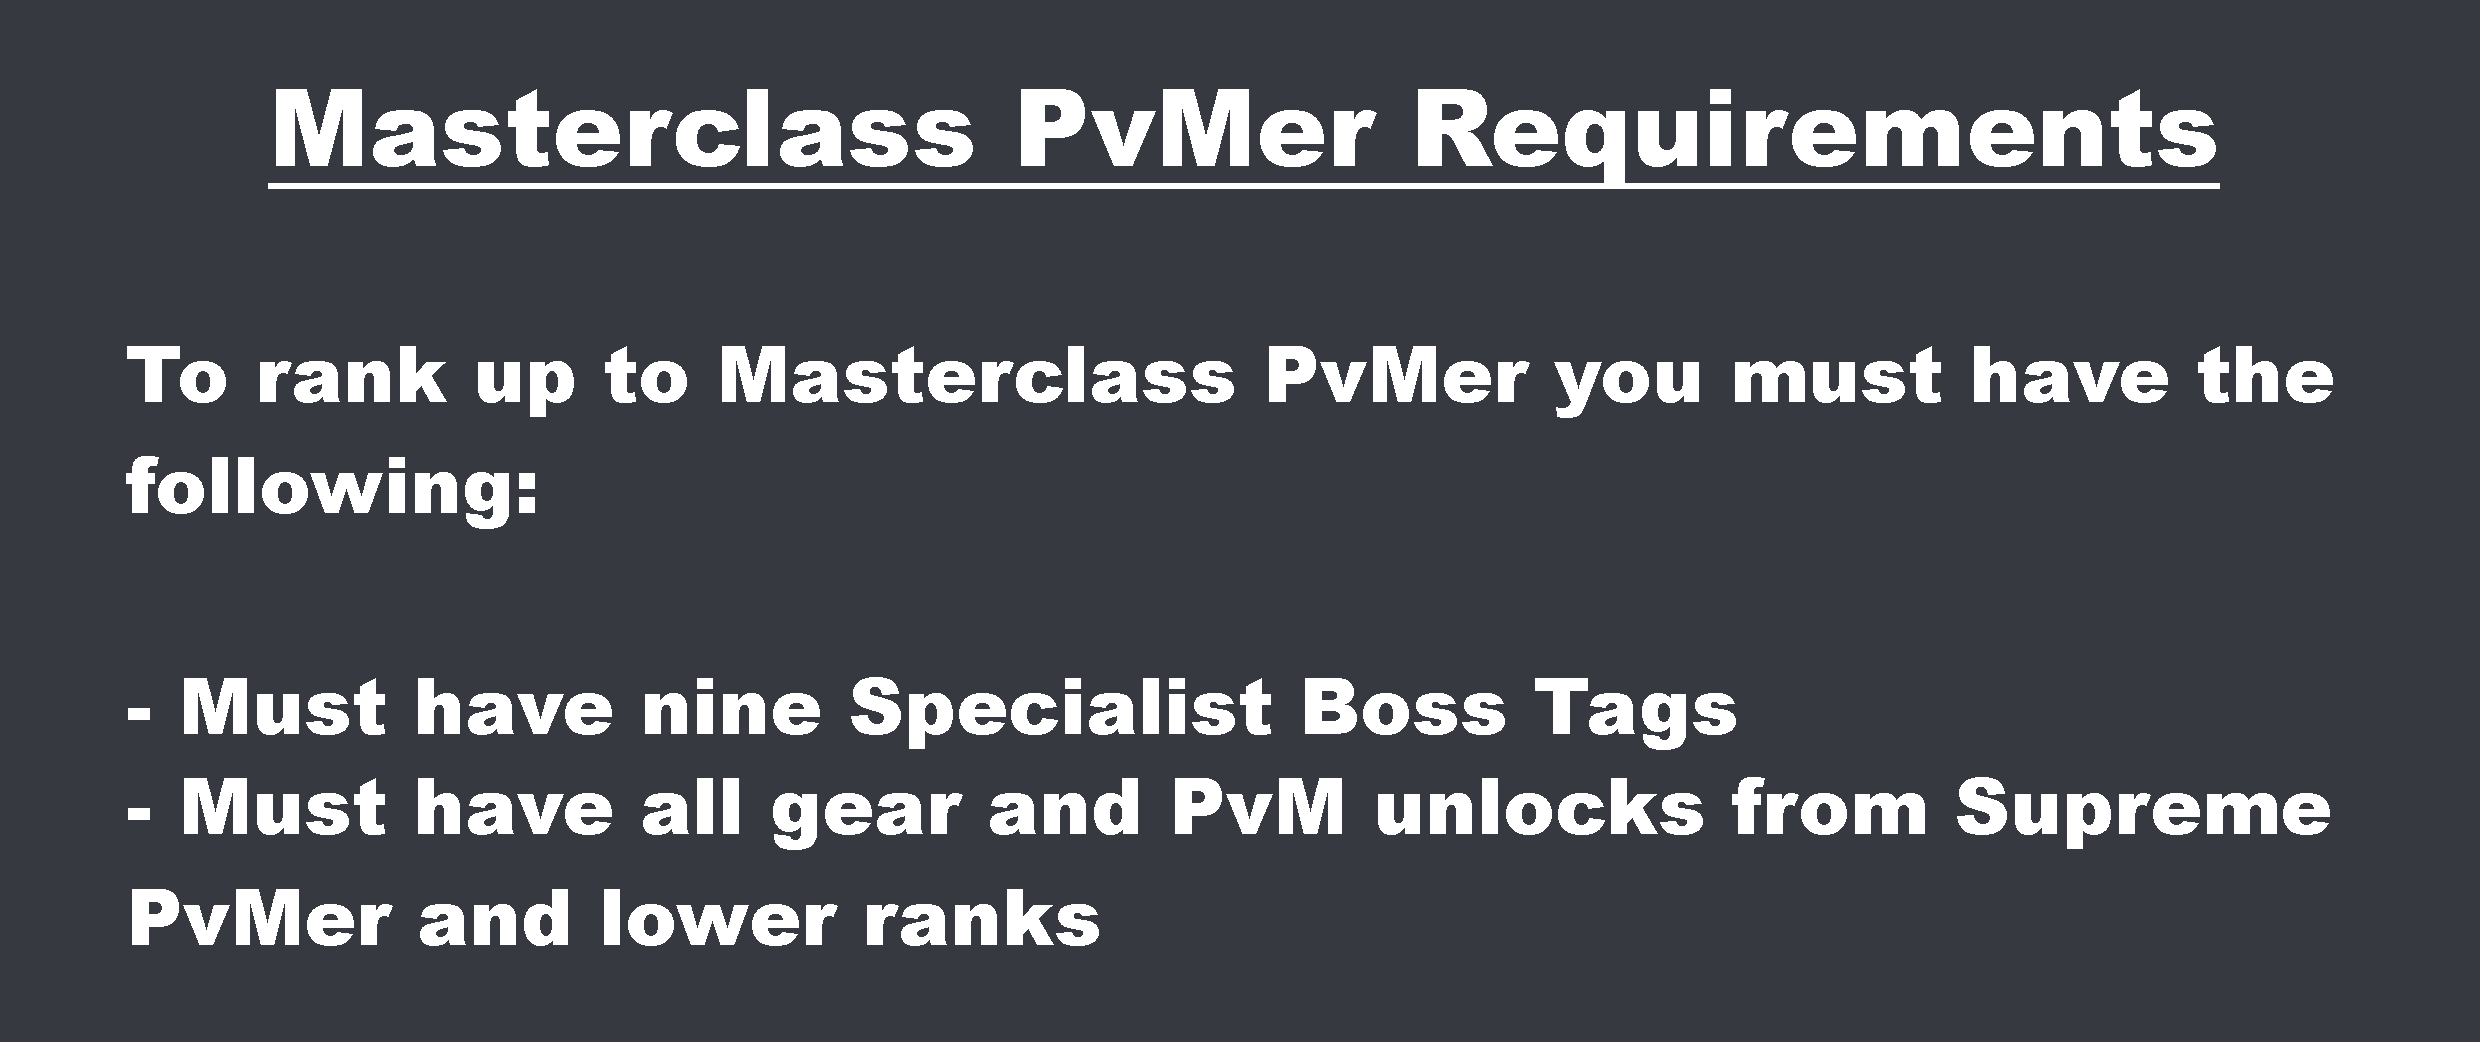 Masterclass PvMer Requirements
To rank up to Masterclass PvMer you must have the
following:
- Must have nine Specialist Boss Tags
- Must have all gear and PvM unlocks from Supreme
PvMer and lower ranks